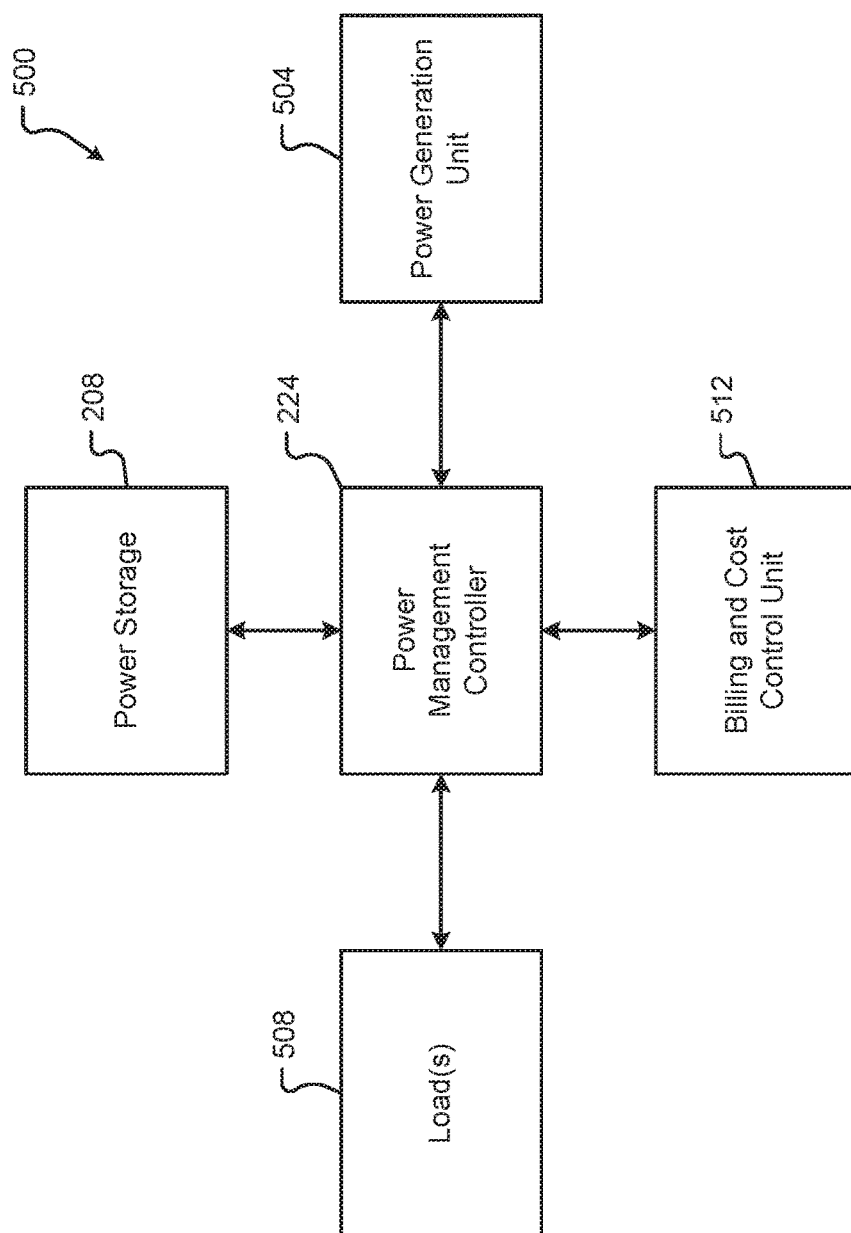 500
208
Power Storage
504
Power Generation
Unit
224
Power
Management
Controller
508
Load(s)
512
Billing and Cost
Control Unit